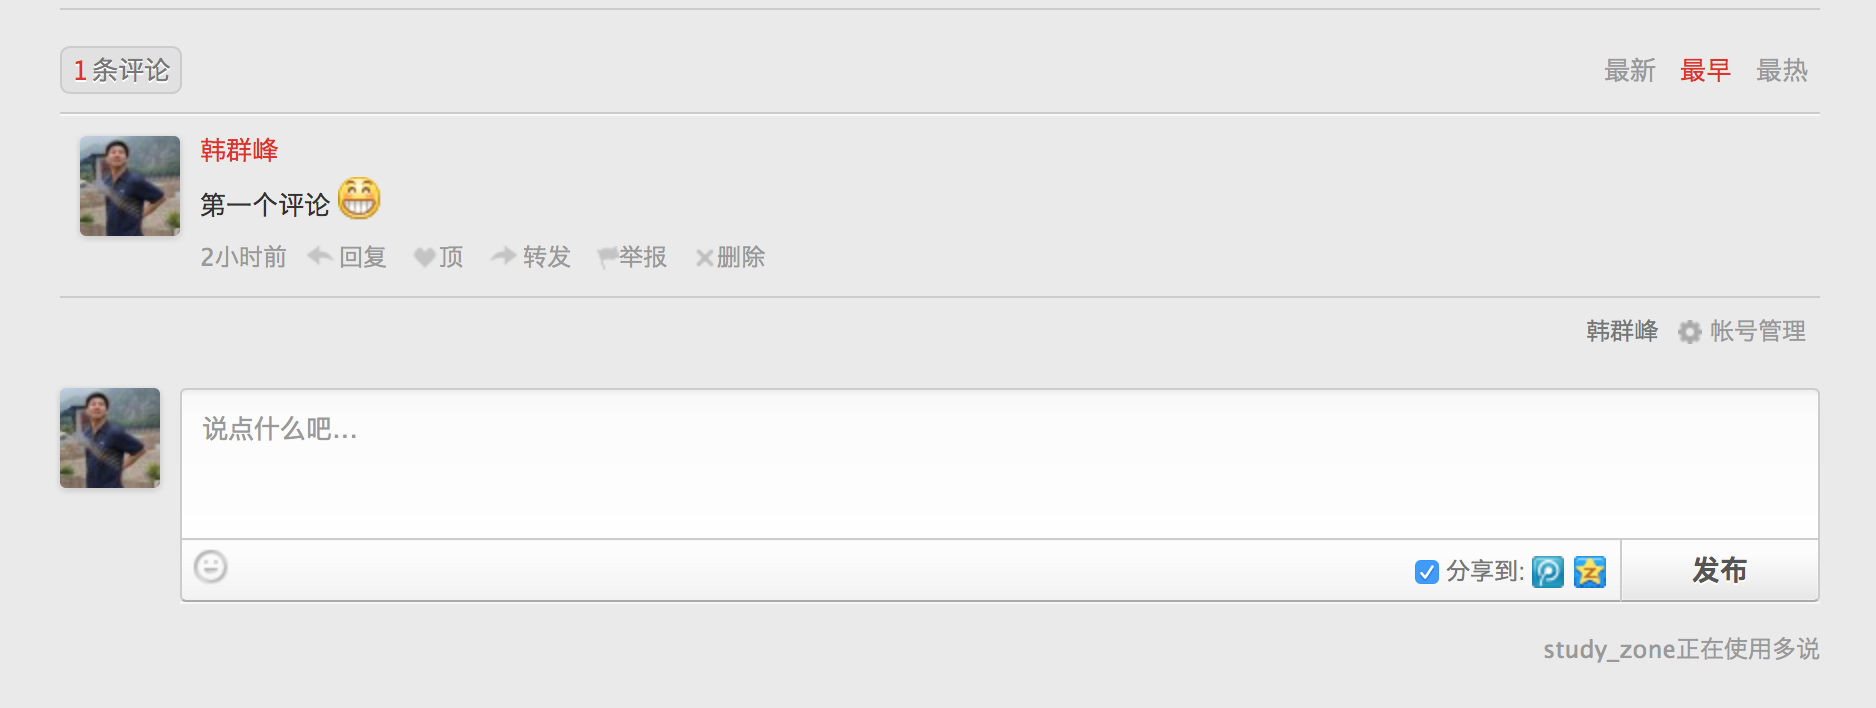 1条评论 最新 最早 最热
韩群峰
第一个评论
2小时前 回复 顶 转发 举报 删除
韩群峰 帐号管理
说点什么吧...
分享到: 发布
study_zone正在使用多说